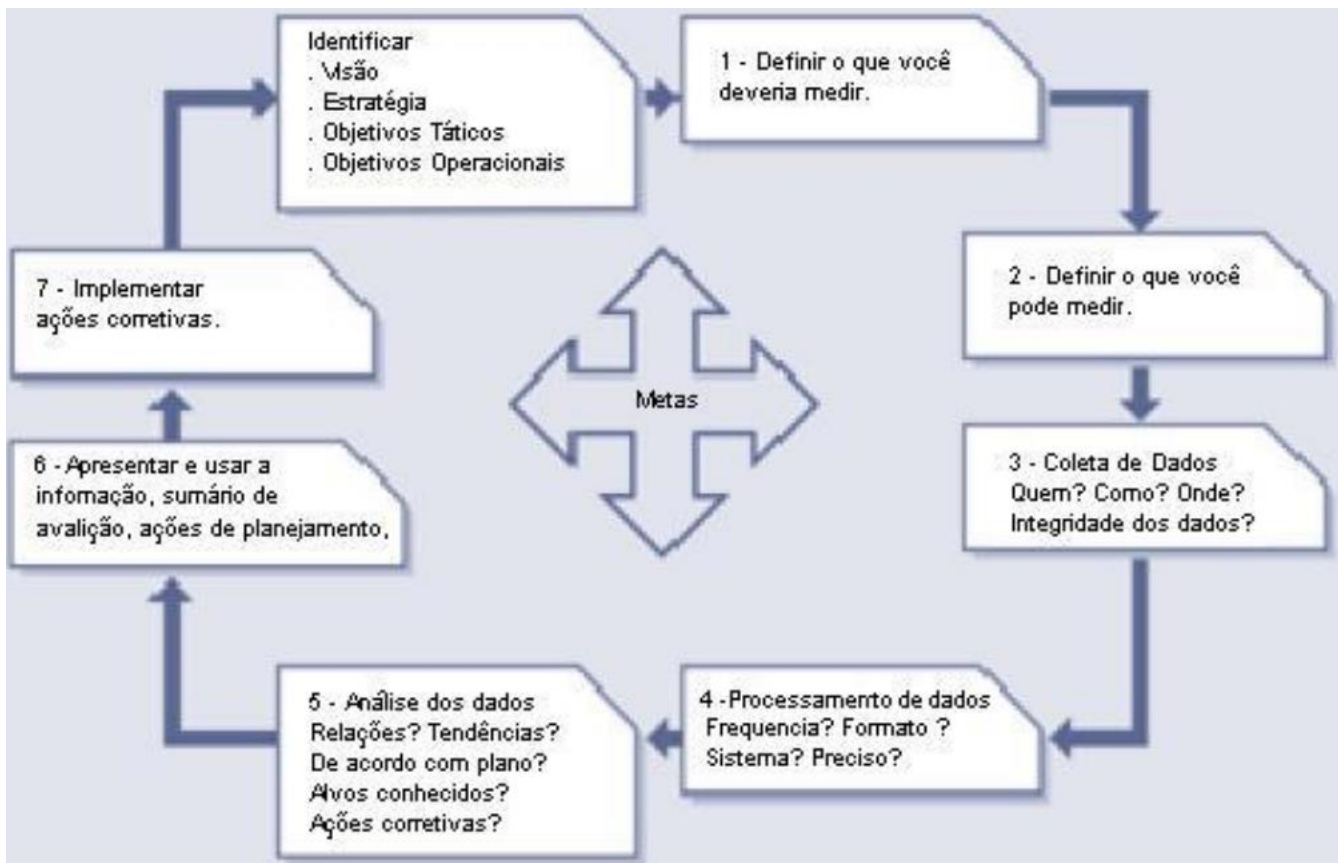 Identificar
. Visão
. Estratégia
. Objetivos Táticos
. Objetivos Operacionais
1 - Definir o que você
deveria medir.
2 - Definir o que você
pode medir.
3 - Coleta de Dados
Quem? Como? Onde?
Integridade dos dados?
4 -Processamento de dados
Frequencia? Formato ?
Sistema? Preciso?
5 - Análise dos dados
Relações? Tendências?
De acordo com plano?
Alvos conhecidos?
Ações corretivas?
6 - Apresentar e usar a
infomação, sumário de
avalição, ações de planejamento,
7 - Implementar
ações corretivas.
Metas